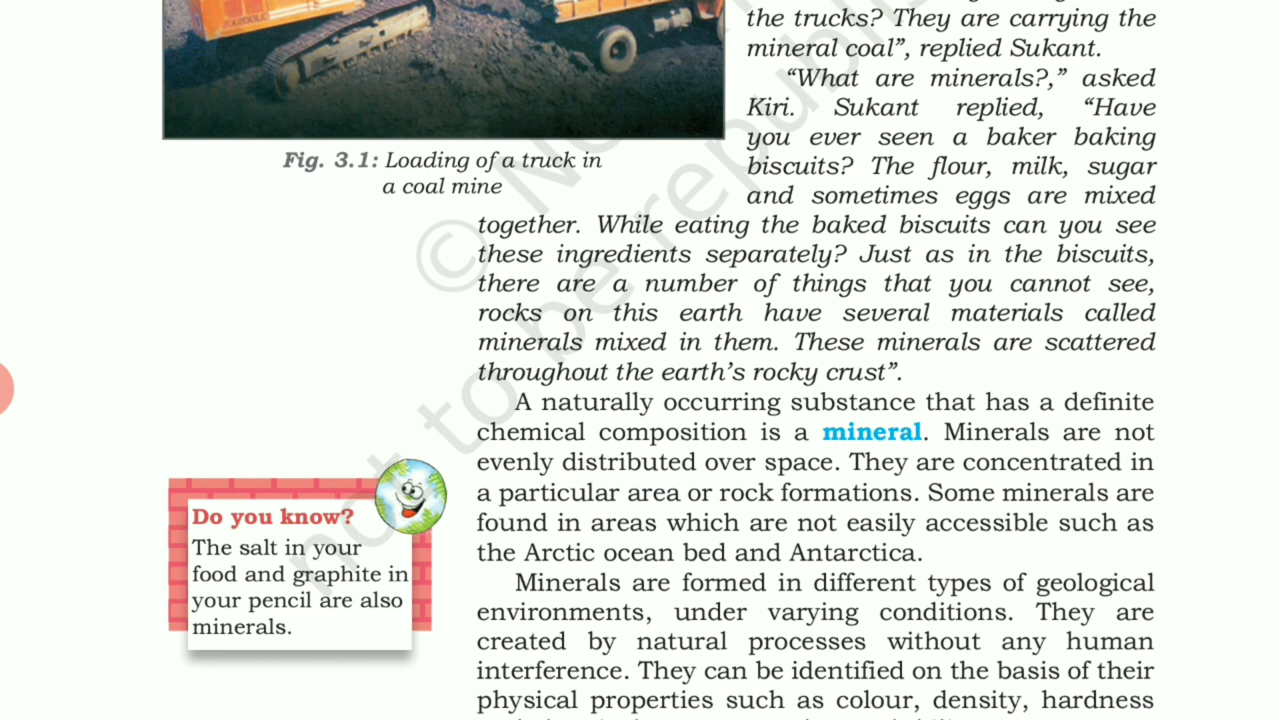 EX200LC
the trucks? They are carrying the
mineral coal”, replied Sukant.
“What are minerals?,” asked
Kiri. Sukant replied, “Have
you ever seen a baker baking
biscuits? The flour, milk, sugar
and sometimes eggs are mixed
Fig. 3.1: Loading of a truck in
a coal mine
together. While eating the baked biscuits can you see
these ingredients separately? Just as in the biscuits,
there are a number of things that you cannot see,
rocks on this earth have several materials called
minerals mixed in them. These minerals are scattered
throughout the earth’s rocky crust”.
A naturally occurring substance that has a definite
chemical composition is a mineral. Minerals are not
evenly distributed over space. They are concentrated in
a particular area or rock formations. Some minerals are
found in areas which are not easily accessible such as
the Arctic ocean bed and Antarctica.
Minerals are formed in different types of geological
environments, under varying conditions. They are
created by natural processes without any human
interference. They can be identified on the basis of their
physical properties such as colour, density, hardness
Do you know?
The salt in your
food and graphite in
your pencil are also
minerals.
©
not to be republ